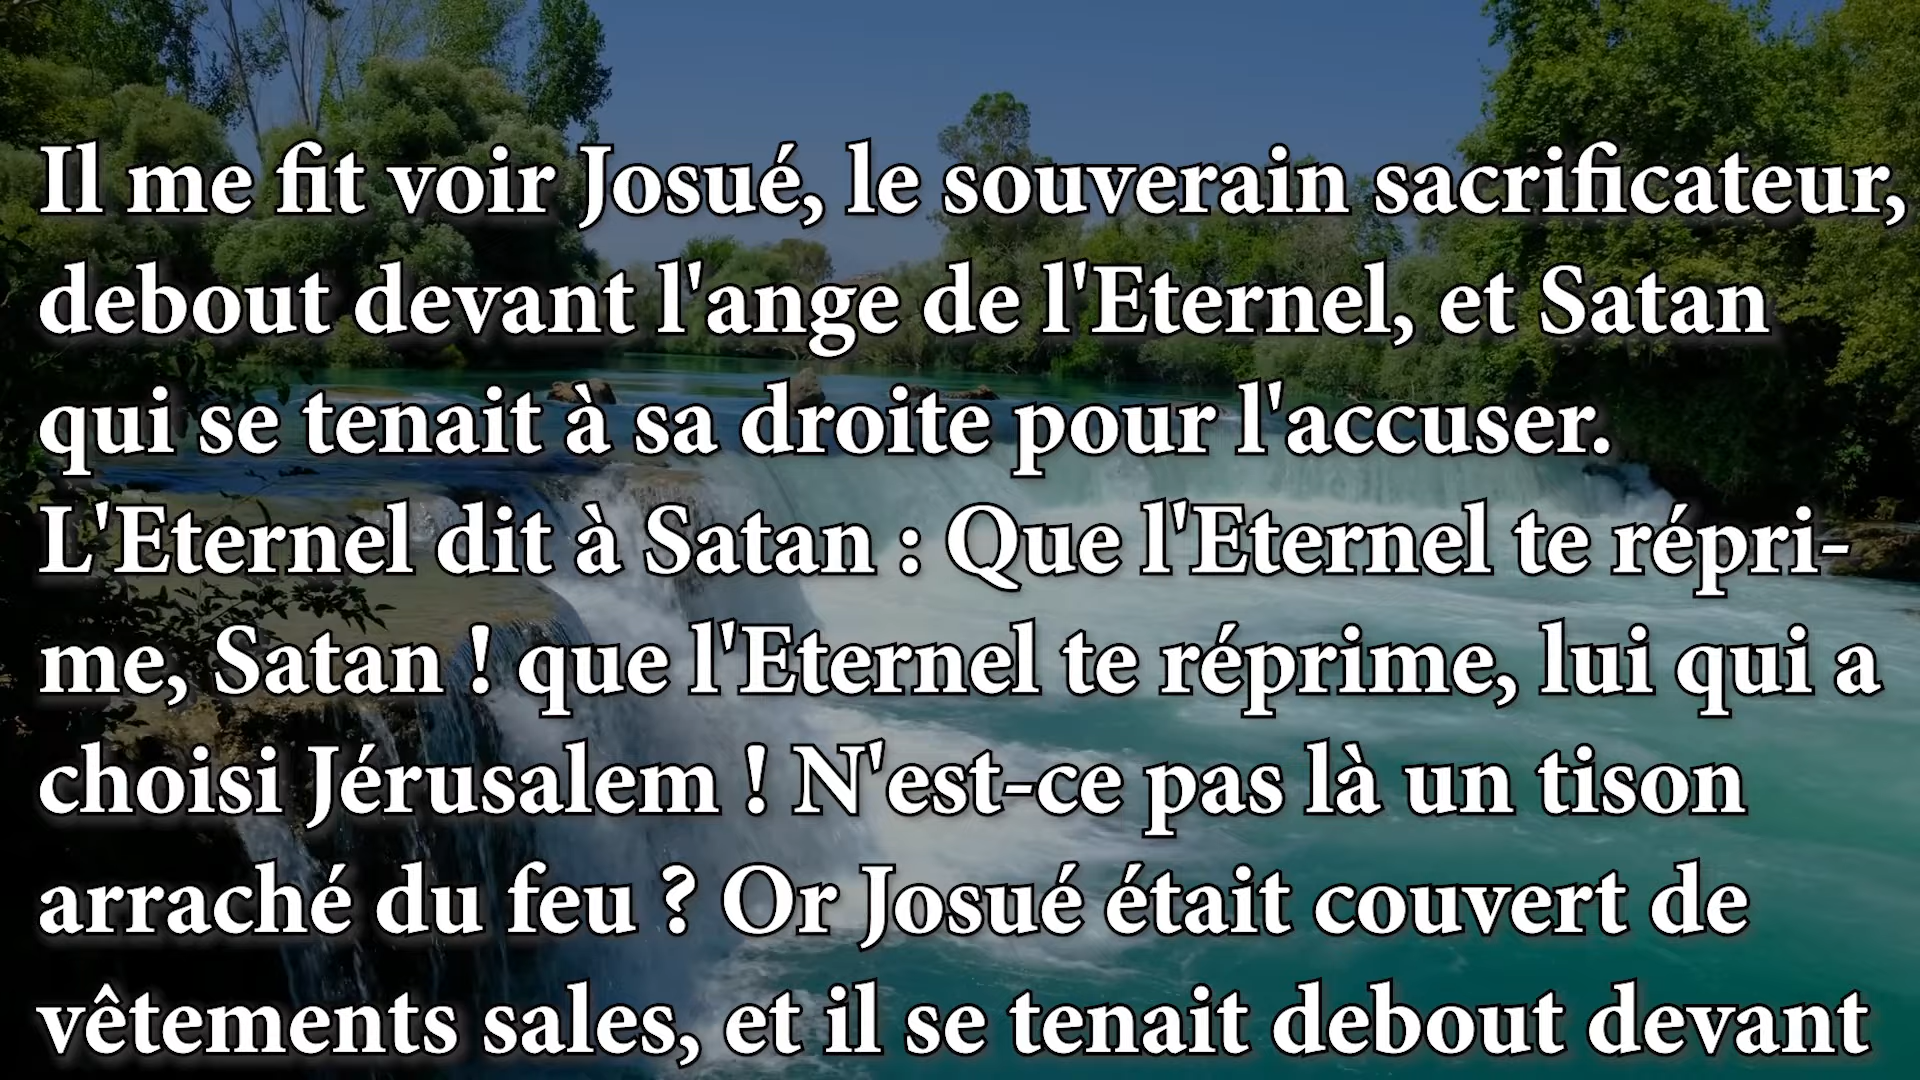 Il me fit voir Josué, le souverain sacrificateur,
debout devant l'ange de l'Eternel, et Satan
qui se tenait à sa droite pour l'accuser.
L'Eternel dit à Satan : Que l'Eternel te répri-
me, Satan ! que l'Eternel te réprime, lui qui a
choisi Jérusalem ! N'est-ce pas là un tison
arraché du feu ? Or Josué était couvert de
vêtements sales, et il se tenait debout devant